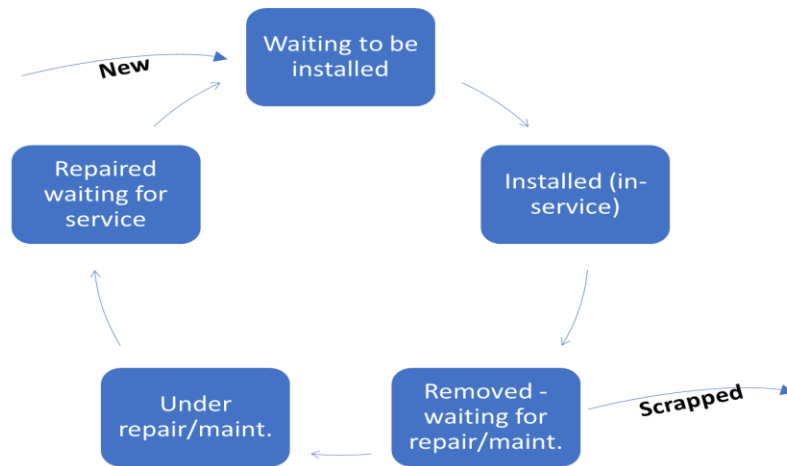 Waiting to be
installed
New
Repaired
waiting for
service
Installed (in-
service)
Under
repair/maint.
Removed -
waiting for
repair/maint.
Scrapped